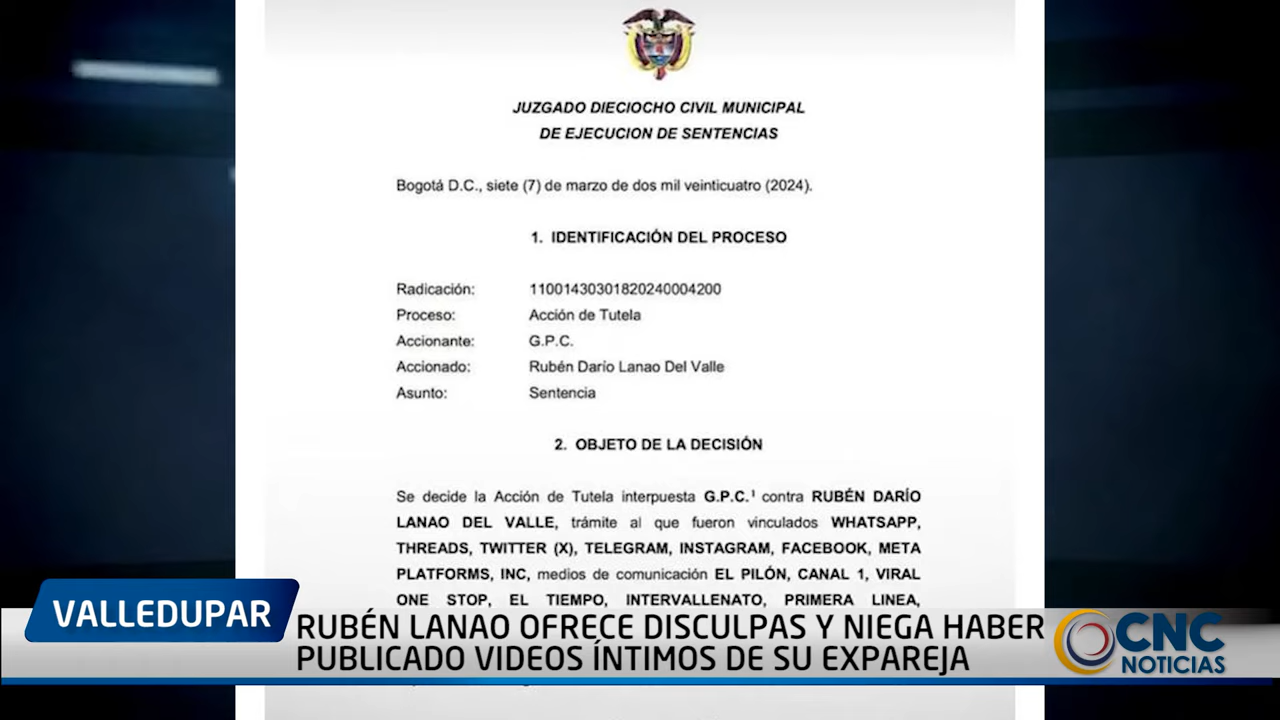 JUZGADO DIECIOCHO CIVIL MUNICIPAL
DE EJECUCION DE SENTENCIAS
Bogotá D.C., siete (7) de marzo de dos mil veinticuatro (2024).
1. IDENTIFICACIÓN DEL PROCESO
Radicación: 11001430301820240004200
Proceso: Acción de Tutela
Accionante: G.P.C.
Accionado: Rubén Darío Lanao Del Valle
Asunto: Sentencia
2. OBJETO DE LA DECISIÓN
Se decide la Acción de Tutela interpuesta G.P.C.¹ contra RUBÉN DARÍO
LANAO DEL VALLE, trámite al que fueron vinculados WHATSAPP,
THREADS, TWITTER (X), TELEGRAM, INSTAGRAM, FACEBOOK, META
PLATFORMS, INC, medios de comunicación EL PILÓN, CANAL 1, VIRAL
ONE STOP, EL TIEMPO, INTERVALLENATO, PRIMERA LINEA,
VALLEDUPAR
RUBÉN LANAO OFRECE DISCULPAS Y NIEGA HABER
PUBLICADO VIDEOS ÍNTIMOS DE SU EXPAREJA
CNC
NOTICIAS